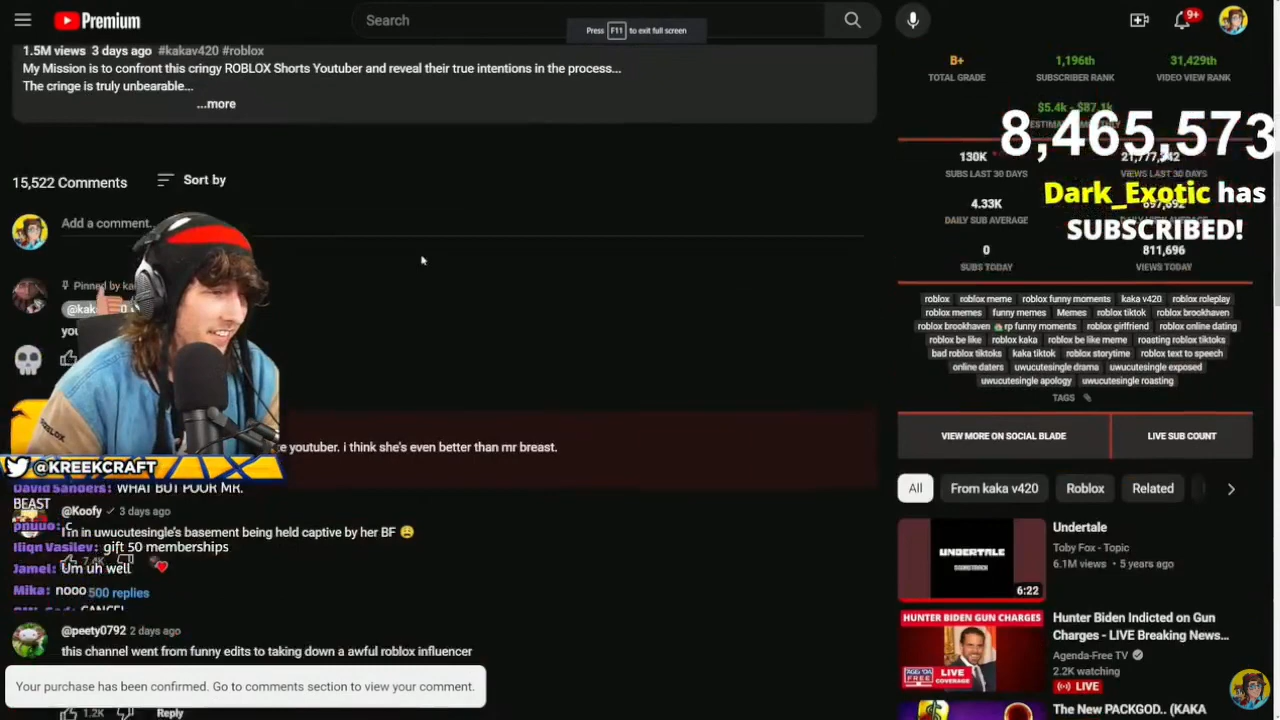 Premium
Search
Press F11 to exit full screen
9+
1.5M views 3 days ago #kakav420 #roblox
My Mission is to confront this cringy ROBLOX Shorts Youtuber and reveal their true intentions in the process...
The cringe is truly unbearable...
...more
15,522 Comments
Sort by
Add a comment.
Pinned by
you
@KREEKCRAFT
youtuber. i think she's even better than mr breast.
David Sanders: WHAT BUT POUR MR.
BEAST
@Koofy 3 days ago
I'm in uwucutesingle's basement being held captive by her BF
Iliqn Vasilev: gift 50 memberships
7.4K
Jamel: Um uh well
Mika: nooo
500 replies
@peety0792 2 days ago
this channel went from funny edits to taking down a awful roblox influencer
Your purchase has been confirmed. Go to comments section to view your comment.
1.2K
Reply
B+
TOTAL GRADE
1,196th
SUBSCRIBER RANK
31,429th
VIDEO VIEW RANK
$5.4k - $87.1k
8,465,573
130K
SUBS LAST 30 DAYS
VIEWS LAST 30 DAYS
Dark_Exotic has
SUBSCRIBED!
4.33K
DAILY SUB AVERAGE
0
SUBS TODAY
811,696
VIEWS TODAY
roblox roblox meme roblox funny moments kaka v420 roblox roleplay
roblox memes funny memes Memes roblox tiktok roblox brookhaven
roblox brookhaven rp funny moments roblox girlfriend roblox online dating
roblox be like roblox kaka roblox be like meme roasting roblox tiktoks
bad roblox tiktoks kaka tiktok roblox storytime roblox text to speech
online daters uwucutesingle drama uwucutesingle exposed
uwucutesingle apology uwucutesingle roasting
TAGS
VIEW MORE ON SOCIAL BLADE
LIVE SUB COUNT
All
From kaka v420
Roblox
Related
UNDERTALE
6:22
Undertale
Toby Fox - Topic
6.1M views • 5 years ago
HUNTER BIDEN GUN CHARGES
LIVE
COVERAGE
Hunter Biden Indicted on Gun
Charges - LIVE Breaking News...
Agenda-Free TV
2.2K watching
LIVE
The New PACKGOD.. (KAKA